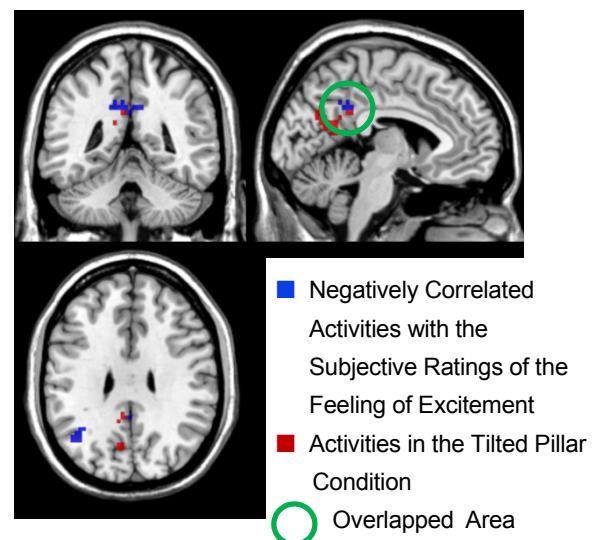 Negatively Correlated
Activities with the
Subjective Ratings of the
Feeling of Excitement
Activities in the Tilted Pillar
Condition
Overlapped Area